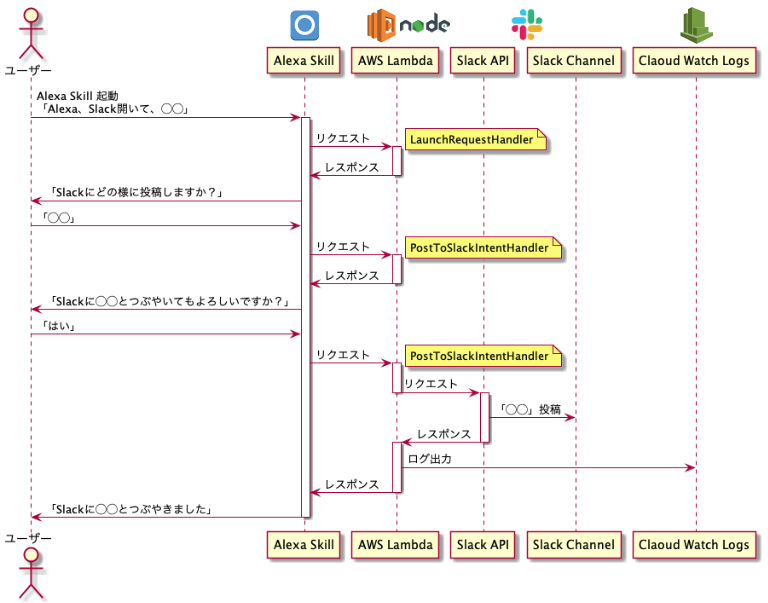 node
ユーザー
Alexa Skill
AWS Lambda
Slack API
Slack Channel
Claoud Watch Logs
Alexa Skill 起動
「Alexa、Slack開いて、◯◯」
リクエスト
LaunchRequestHandler
レスポンス
「Slackにどの様に投稿しますか？」
「◯◯」
リクエスト
PostToSlackIntentHandler
レスポンス
「Slackに◯◯とつぶやいてもよろしいですか？」
「はい」
リクエスト
PostToSlackIntentHandler
リクエスト
「◯◯」投稿
レスポンス
ログ出力
レスポンス
「Slackに◯◯とつぶやきました」
ユーザー
Alexa Skill
AWS Lambda
Slack API
Slack Channel
Claoud Watch Logs